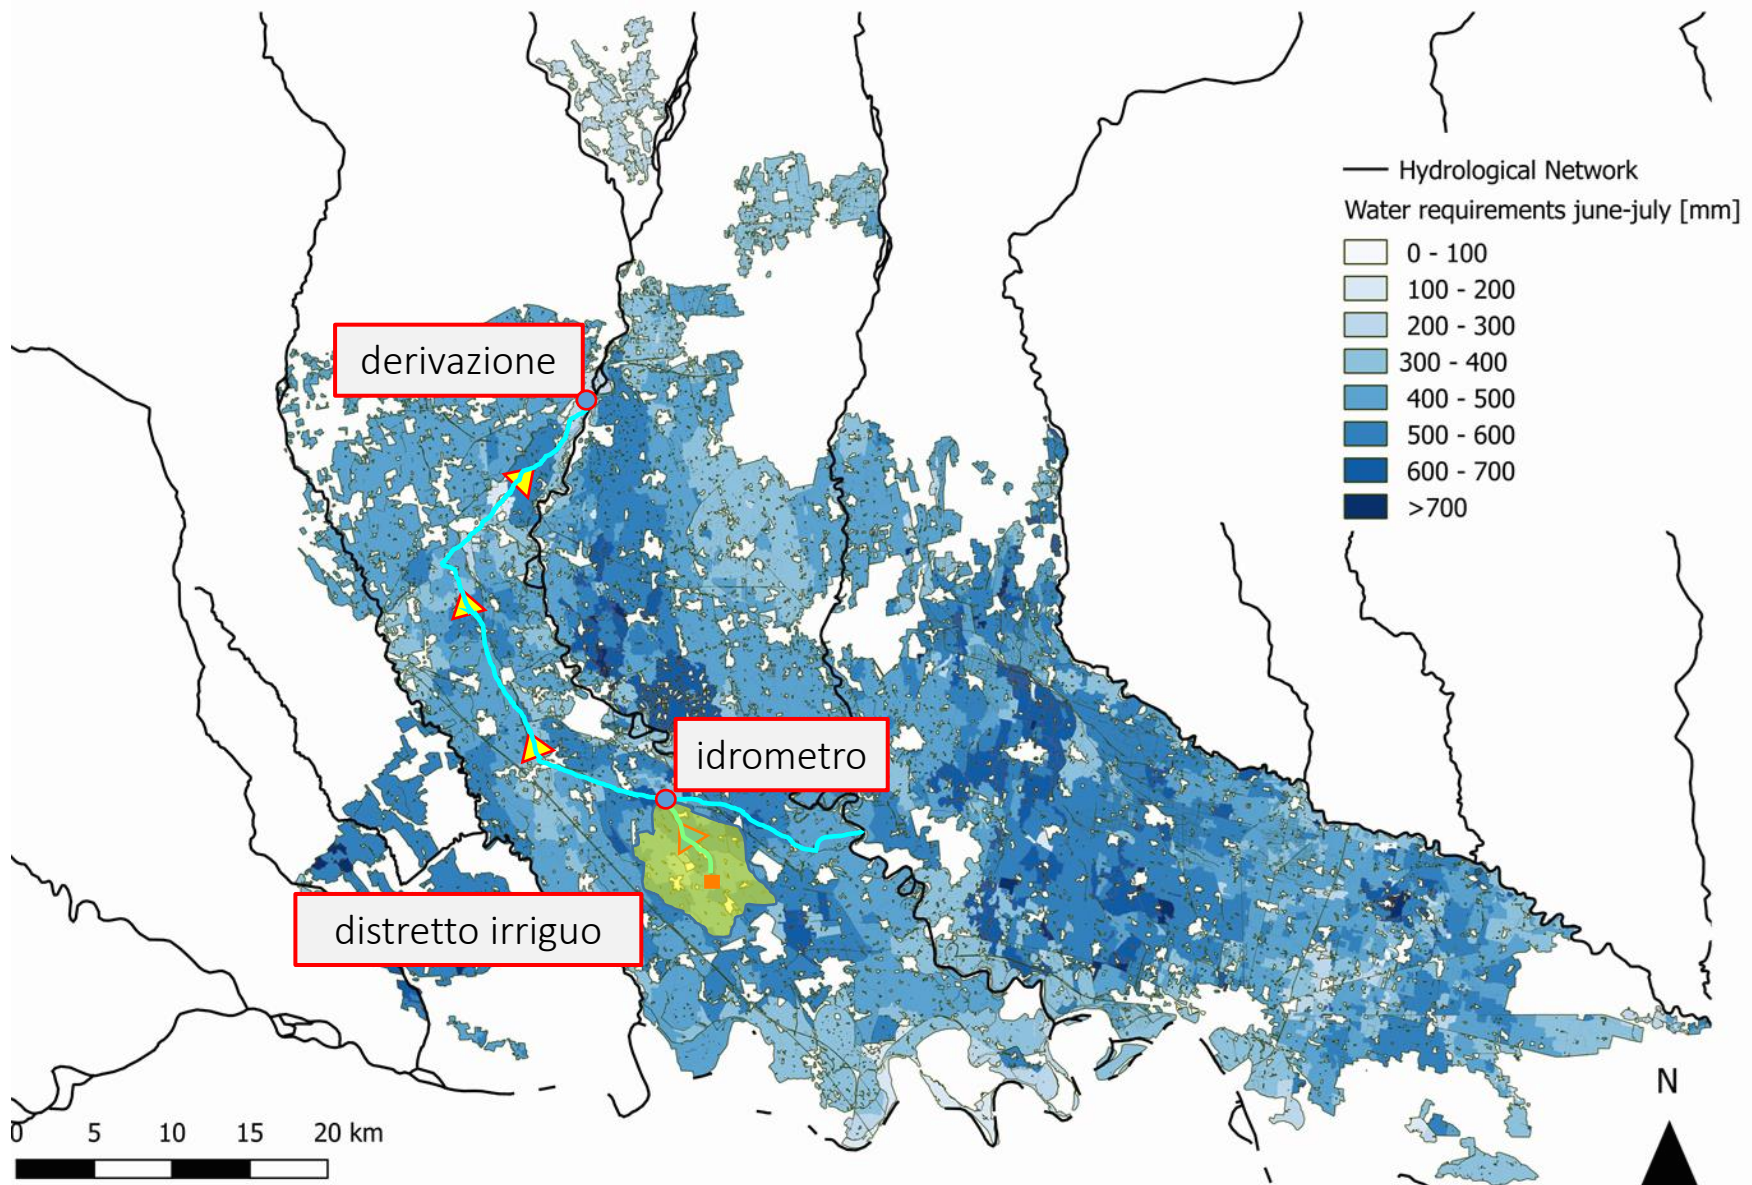 Hydrological Network
Water requirements june-july [mm]
0 - 100
100 - 200
200 - 300
300 - 400
400 - 500
500 - 600
600 - 700
>700
derivazione
idrometro
distretto irriguo
N
0 5 10 15 20 km